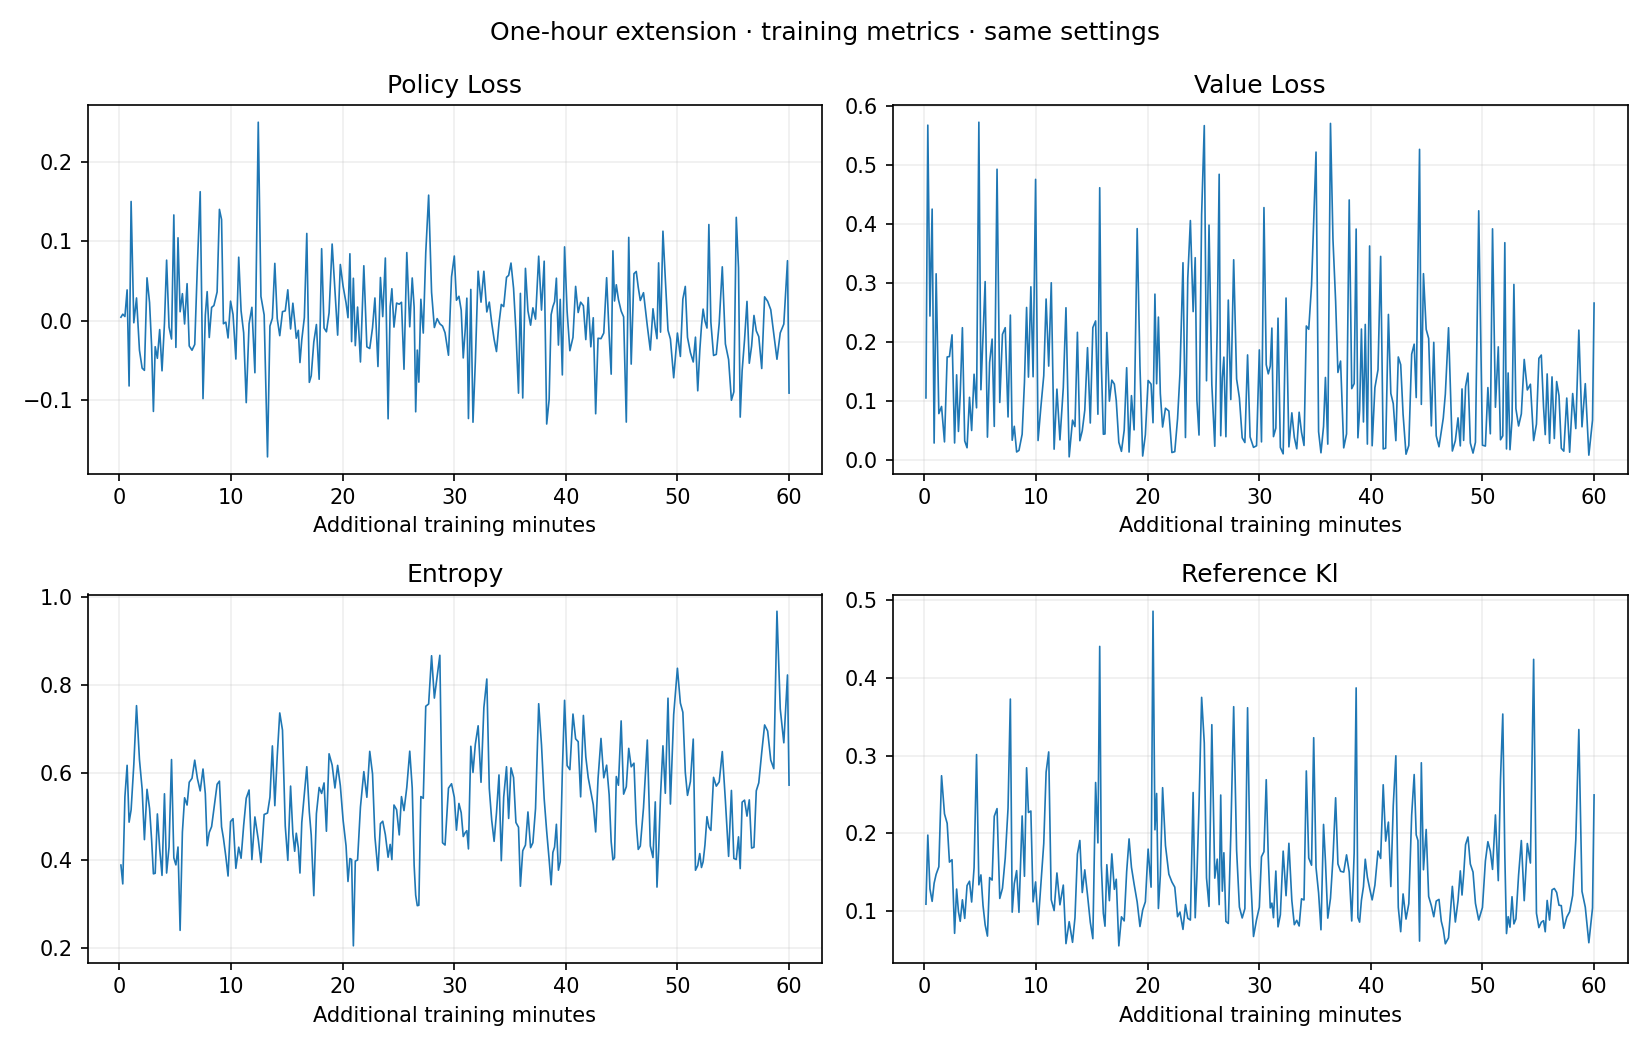 One-hour extension · training metrics · same settings
Policy Loss
0.2
0.1
0.0
−0.1
0 10 20 30 40 50 60
Additional training minutes
Value Loss
0.6
0.5
0.4
0.3
0.2
0.1
0.0
0 10 20 30 40 50 60
Additional training minutes
Entropy
1.0
0.8
0.6
0.4
0.2
0 10 20 30 40 50 60
Additional training minutes
Reference Kl
0.5
0.4
0.3
0.2
0.1
0 10 20 30 40 50 60
Additional training minutes